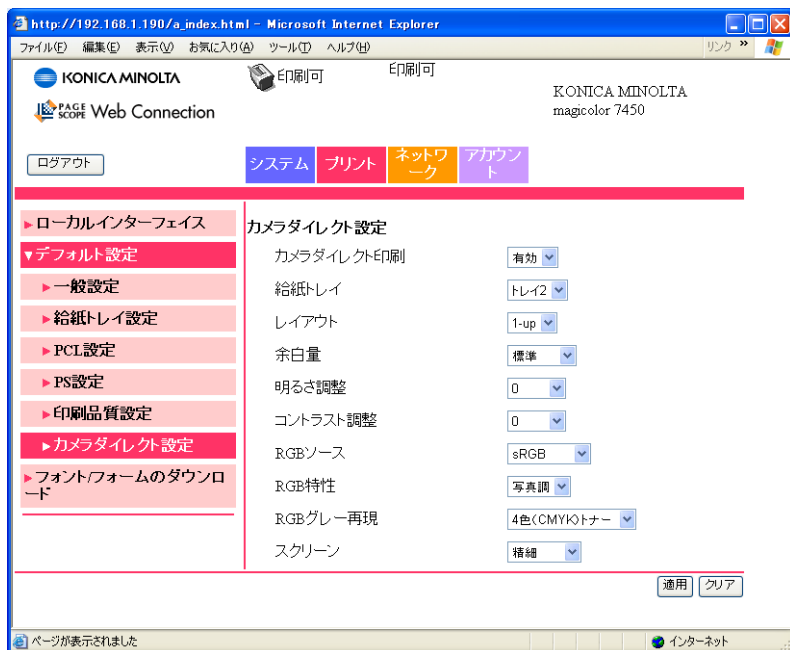 http://192.168.1.190/a_index.html - Microsoft Internet Explorer
ファイル(F) 編集(E) 表示(V) お気に入り(A) ツール(T) ヘルプ(H) リンク »
KONICA MINOLTA
印刷可
印刷可
KONICA MINOLTA
magicolor 7450
PAGE SCOPE Web Connection
ログアウト
システム
プリント
ネットワ
ーク
アカウン
ト
ローカルインターフェイス
デフォルト設定
一般設定
給紙トレイ設定
PCL設定
PS設定
印刷品質設定
カメラダイレクト設定
フォント/フォームのダウンロ
ード
カメラダイレクト設定
カメラダイレクト印刷 有効
給紙トレイ トレイ2
レイアウト 1-up
余白量 標準
明るさ調整 0
コントラスト調整 0
RGBソース sRGB
RGB特性 写真調
RGBグレー再現 4色(CMYK)トナー
スクリーン 精細
適用 クリア
ページが表示されました インターネット